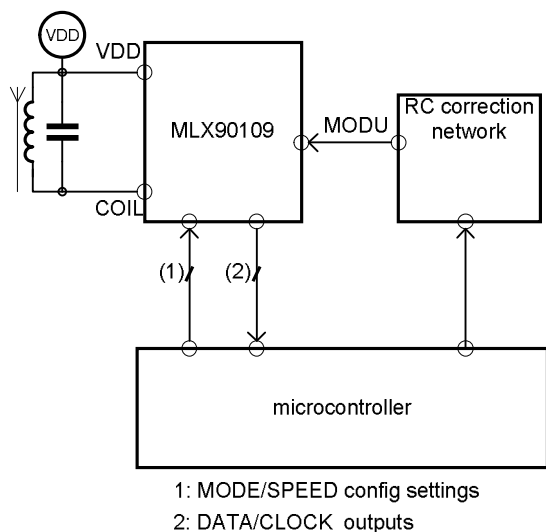 VDD
VDD
MLX90109
MODU
RC correction
network
COIL
(1)
(2)
microcontroller
1: MODE/SPEED config settings
2: DATA/CLOCK outputs